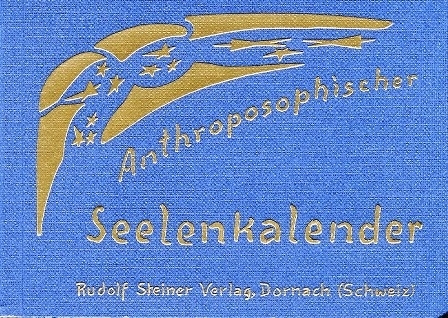 Anthroposophischer
Seelenkalender
Rudolf Steiner Verlag, Dornach (Schweiz)